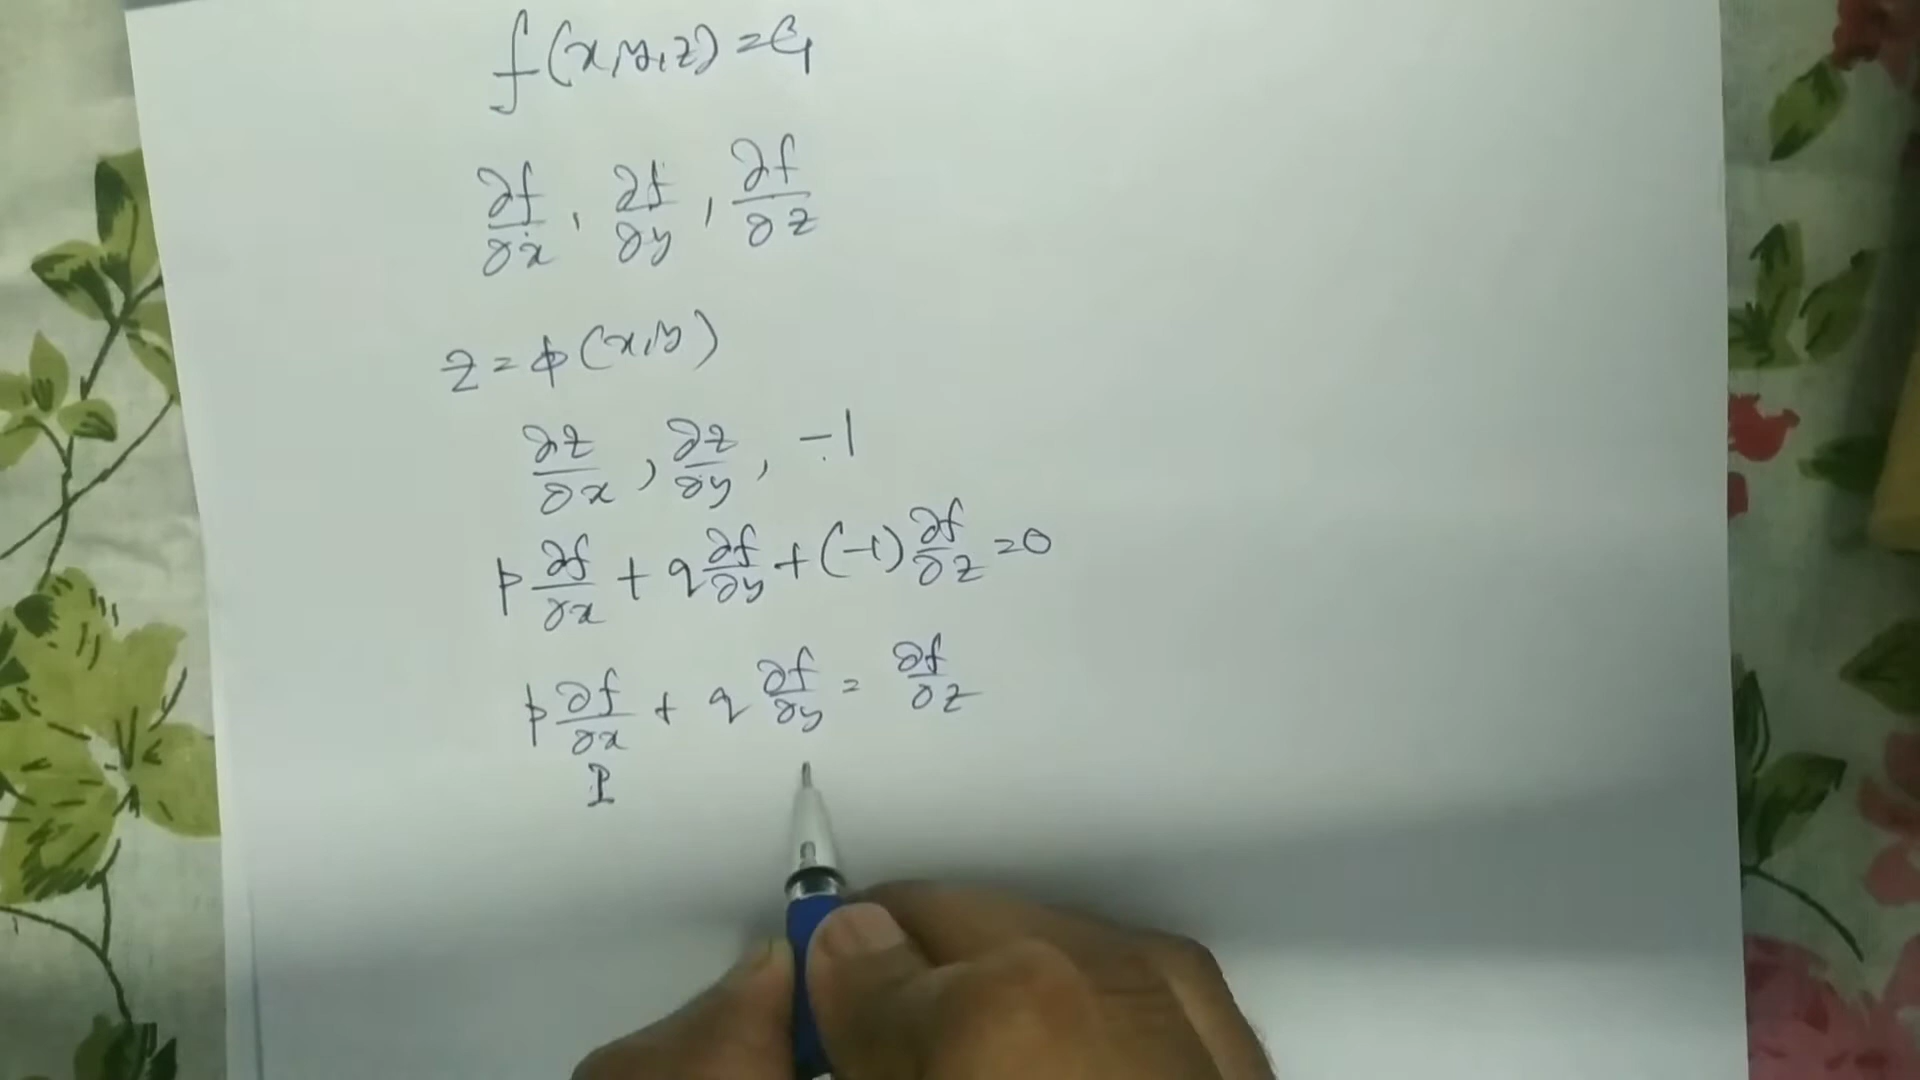 f(x,y,z) = C₁
∂f/∂x, ∂f/∂y, ∂f/∂z
z = φ(x,y)
∂z/∂x, ∂z/∂y, -1
p ∂f/∂x + q ∂f/∂y + (-1) ∂f/∂z = 0
p ∂f/∂x + q ∂f/∂y = ∂f/∂z
P